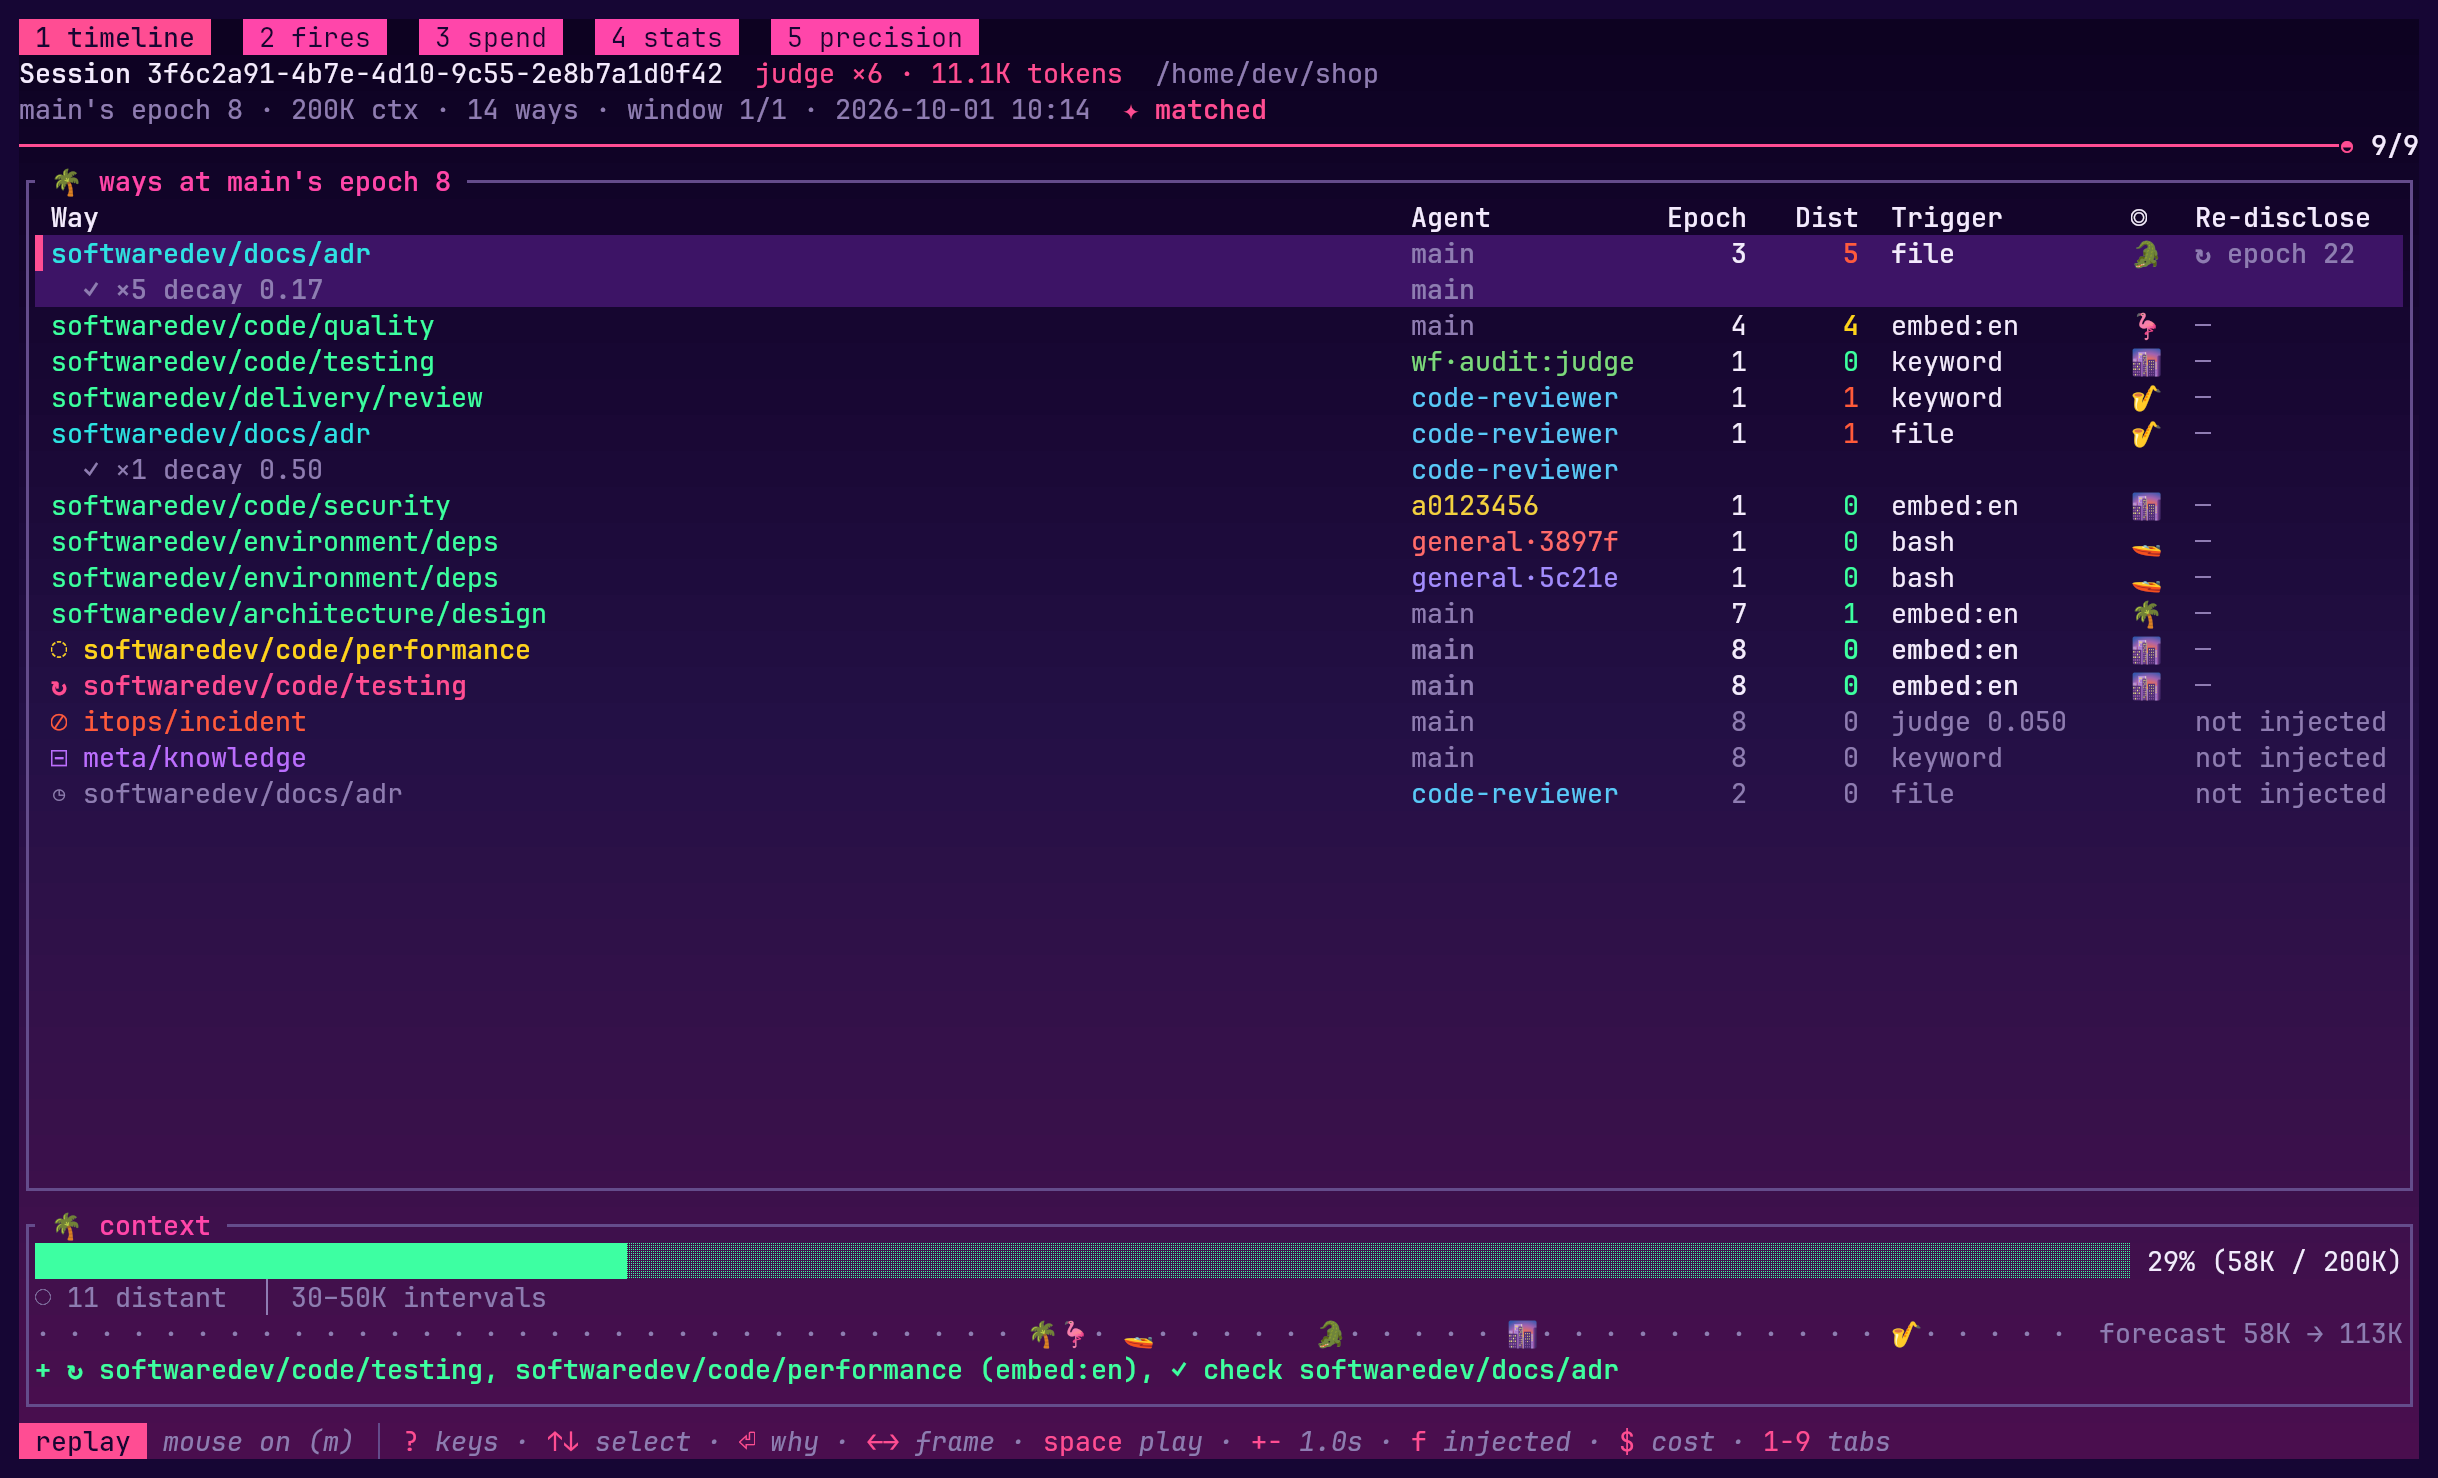 1 timeline 2 fires 3 spend 4 stats 5 precision
Session 3f6c2a91-4b7e-4d10-9c55-2e8b7a1d0f42 judge ×6 · 11.1K tokens /home/dev/shop
main's epoch 8 · 200K ctx · 14 ways · window 1/1 · 2026-10-01 10:14 ✦ matched
9/9
🌴 ways at main's epoch 8
Way Agent Epoch Dist Trigger ◎ Re-disclose
softwaredev/docs/adr main 3 5 file 🐊 ↻ epoch 22
✓ ×5 decay 0.17 main
softwaredev/code/quality main 4 4 embed:en 🦩 —
softwaredev/code/testing wf·audit:judge 1 0 keyword 🌆 —
softwaredev/delivery/review code-reviewer 1 1 keyword 🎷 —
softwaredev/docs/adr code-reviewer 1 1 file 🎷 —
✓ ×1 decay 0.50 code-reviewer
softwaredev/code/security a0123456 1 0 embed:en 🌆 —
softwaredev/environment/deps general·3897f 1 0 bash 🚤 —
softwaredev/environment/deps general·5c21e 1 0 bash 🚤 —
softwaredev/architecture/design main 7 1 embed:en 🌴 —
◌ softwaredev/code/performance main 8 0 embed:en 🌆 —
↻ softwaredev/code/testing main 8 0 embed:en 🌆 —
⊘ itops/incident main 8 0 judge 0.050 not injected
⊟ meta/knowledge main 8 0 keyword not injected
◷ softwaredev/docs/adr code-reviewer 2 0 file not injected
🌴 context
29% (58K / 200K)
◌ 11 distant │ 30–50K intervals
🌴🦩· 🚤· · · · · 🐊· · · · · 🌆· · · · · · · · · · · 🎷· · · · · forecast 58K → 113K
+ ↻ softwaredev/code/testing, softwaredev/code/performance (embed:en), ✓ check softwaredev/docs/adr
replay mouse on (m) │ ? keys · ↑↓ select · ⏎ why · ←→ frame · space play · +- 1.0s · f injected · $ cost · 1-9 tabs